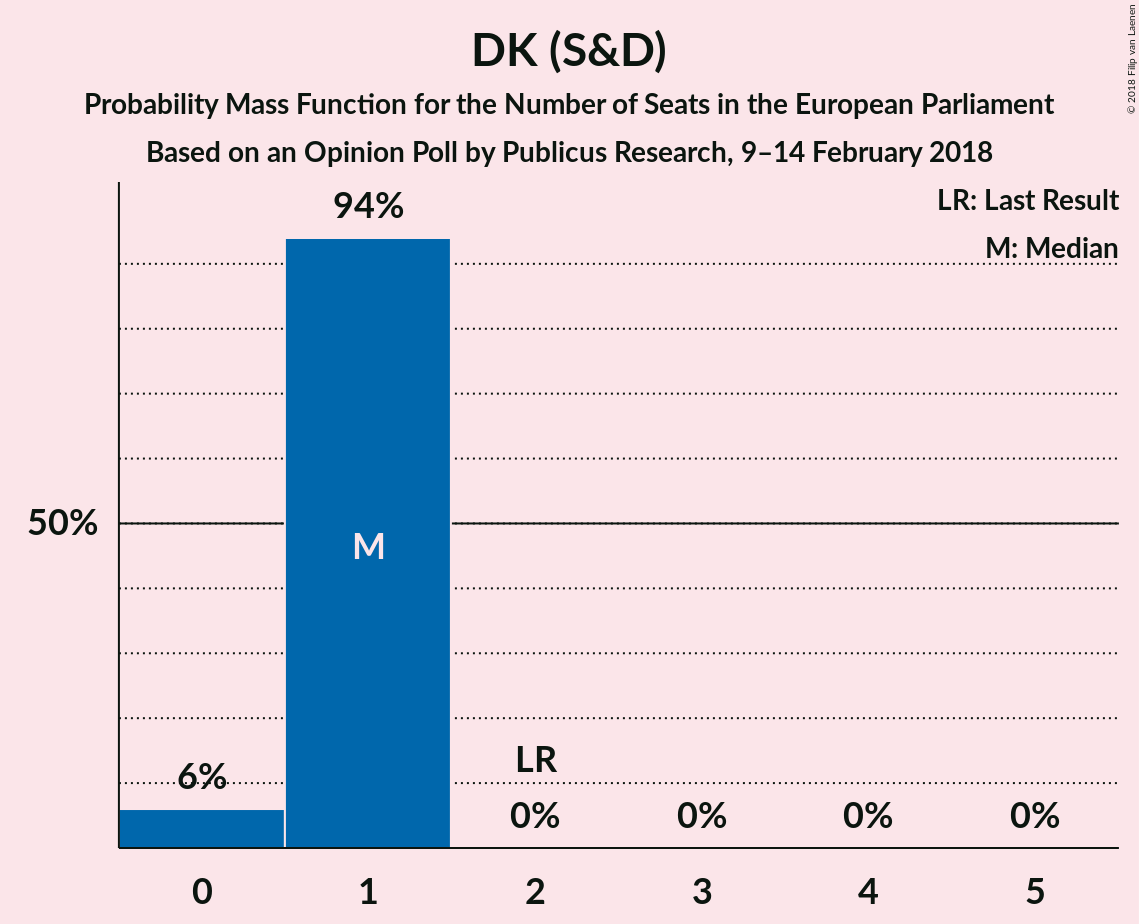 DK (S&D)
Probability Mass Function for the Number of Seats in the European Parliament
Based on an Opinion Poll by Publicus Research, 9–14 February 2018
© 2018 Filip van Laenen
LR: Last Result
M: Median
94%
50%
M
6%
LR
0%
0%
0%
0%
0 1 2 3 4 5